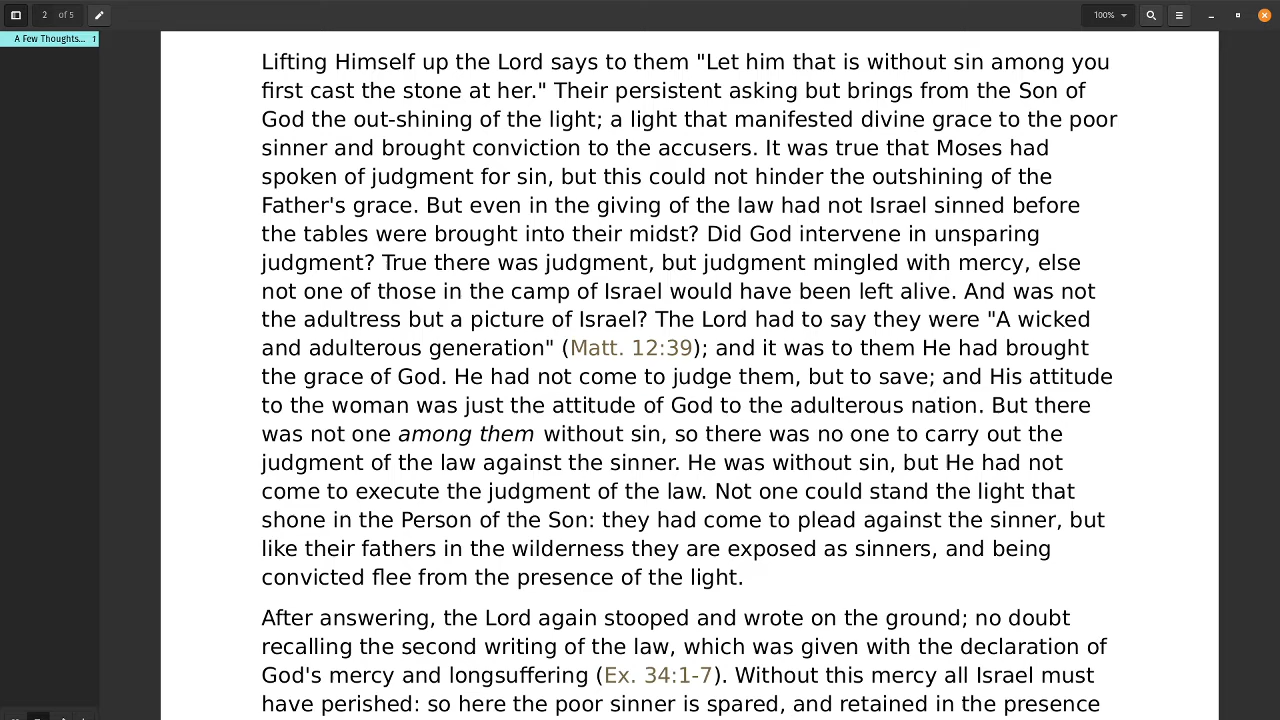 2 of 5
100%
A Few Thoughts... 1
Lifting Himself up the Lord says to them "Let him that is without sin among you
first cast the stone at her." Their persistent asking but brings from the Son of
God the out-shining of the light; a light that manifested divine grace to the poor
sinner and brought conviction to the accusers. It was true that Moses had
spoken of judgment for sin, but this could not hinder the outshining of the
Father's grace. But even in the giving of the law had not Israel sinned before
the tables were brought into their midst? Did God intervene in unsparing
judgment? True there was judgment, but judgment mingled with mercy, else
not one of those in the camp of Israel would have been left alive. And was not
the adultress but a picture of Israel? The Lord had to say they were "A wicked
and adulterous generation" (Matt. 12:39); and it was to them He had brought
the grace of God. He had not come to judge them, but to save; and His attitude
to the woman was just the attitude of God to the adulterous nation. But there
was not one among them without sin, so there was no one to carry out the
judgment of the law against the sinner. He was without sin, but He had not
come to execute the judgment of the law. Not one could stand the light that
shone in the Person of the Son: they had come to plead against the sinner, but
like their fathers in the wilderness they are exposed as sinners, and being
convicted flee from the presence of the light.
After answering, the Lord again stooped and wrote on the ground; no doubt
recalling the second writing of the law, which was given with the declaration of
God's mercy and longsuffering (Ex. 34:1-7). Without this mercy all Israel must
have perished: so here the poor sinner is spared, and retained in the presence